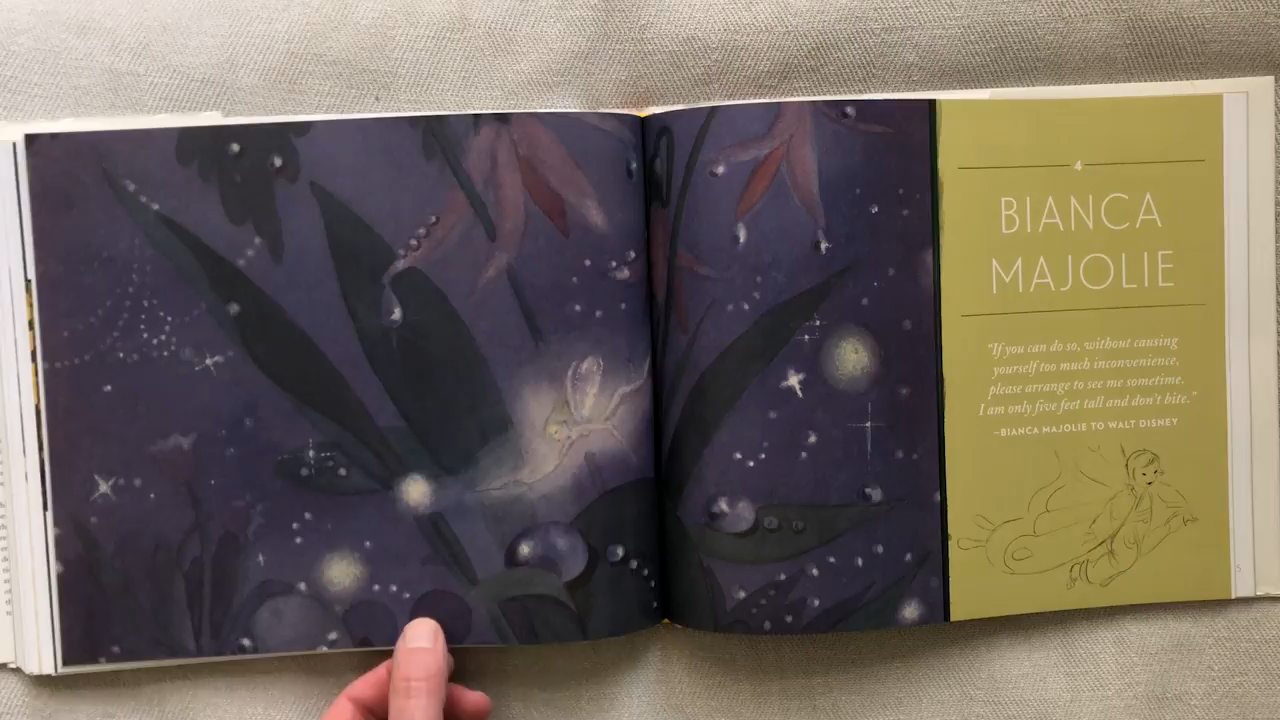 4
BIANCA
MAJOLIE
“If you can do so, without causing
yourself too much inconvenience,
please arrange to see me sometime.
I am only five feet tall and don’t bite.”
–BIANCA MAJOLIE TO WALT DISNEY